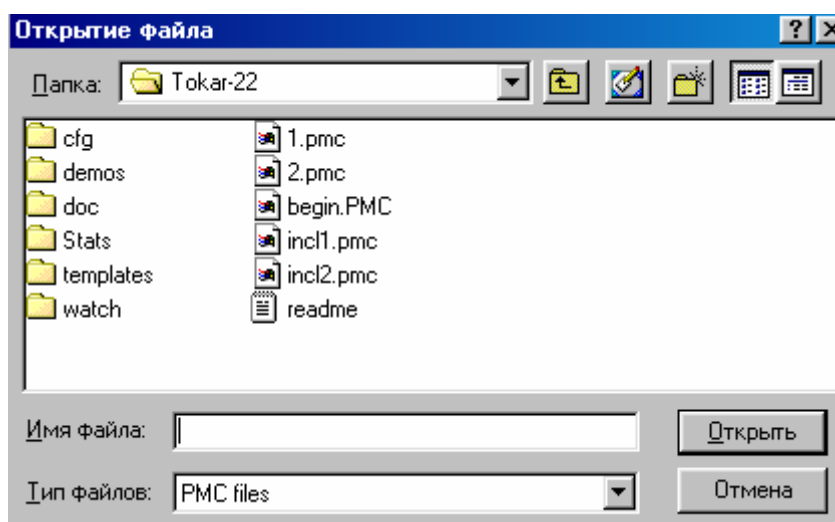 Открытие файла
Папка: Tokar-22
cfg 1.pmc
demos 2.pmc
doc begin.PMC
Stats incl1.pmc
templates incl2.pmc
watch readme
Имя файла: Открыть
Тип файлов: PMC files Отмена